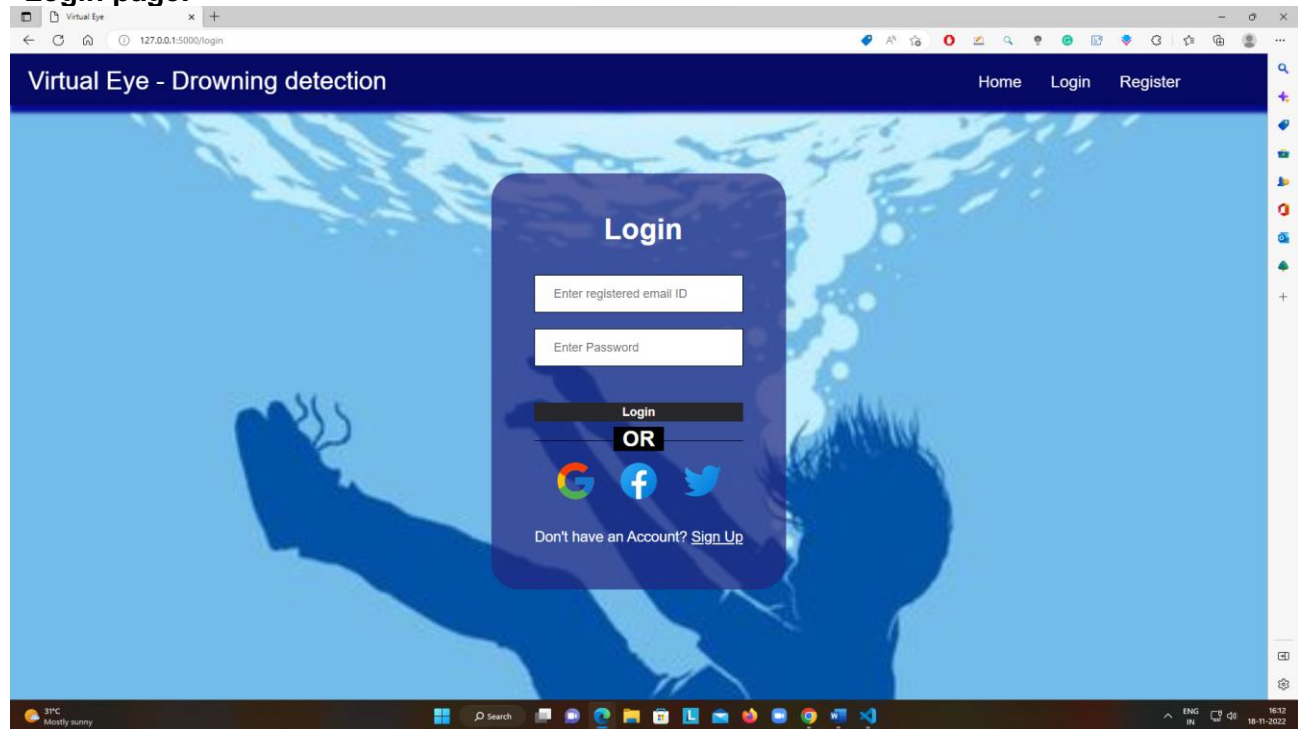 Login page.
Virtual Eye
127.0.0.1:5000/login
Virtual Eye - Drowning detection
Home Login Register
Login
Enter registered email ID
Enter Password
Login
OR
Don't have an Account? Sign Up
31°C
Mostly sunny
Search
ENG
IN
16:12
18-11-2022